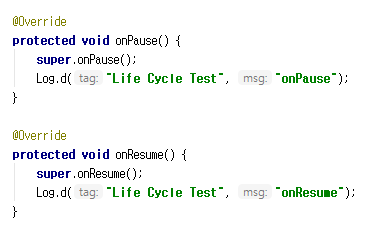 @Override
protected void onPause() {
super.onPause();
Log.d( tag: "Life Cycle Test", msg: "onPause");
}
@Override
protected void onResume() {
super.onResume();
Log.d( tag: "Life Cycle Test", msg: "onResume");
}